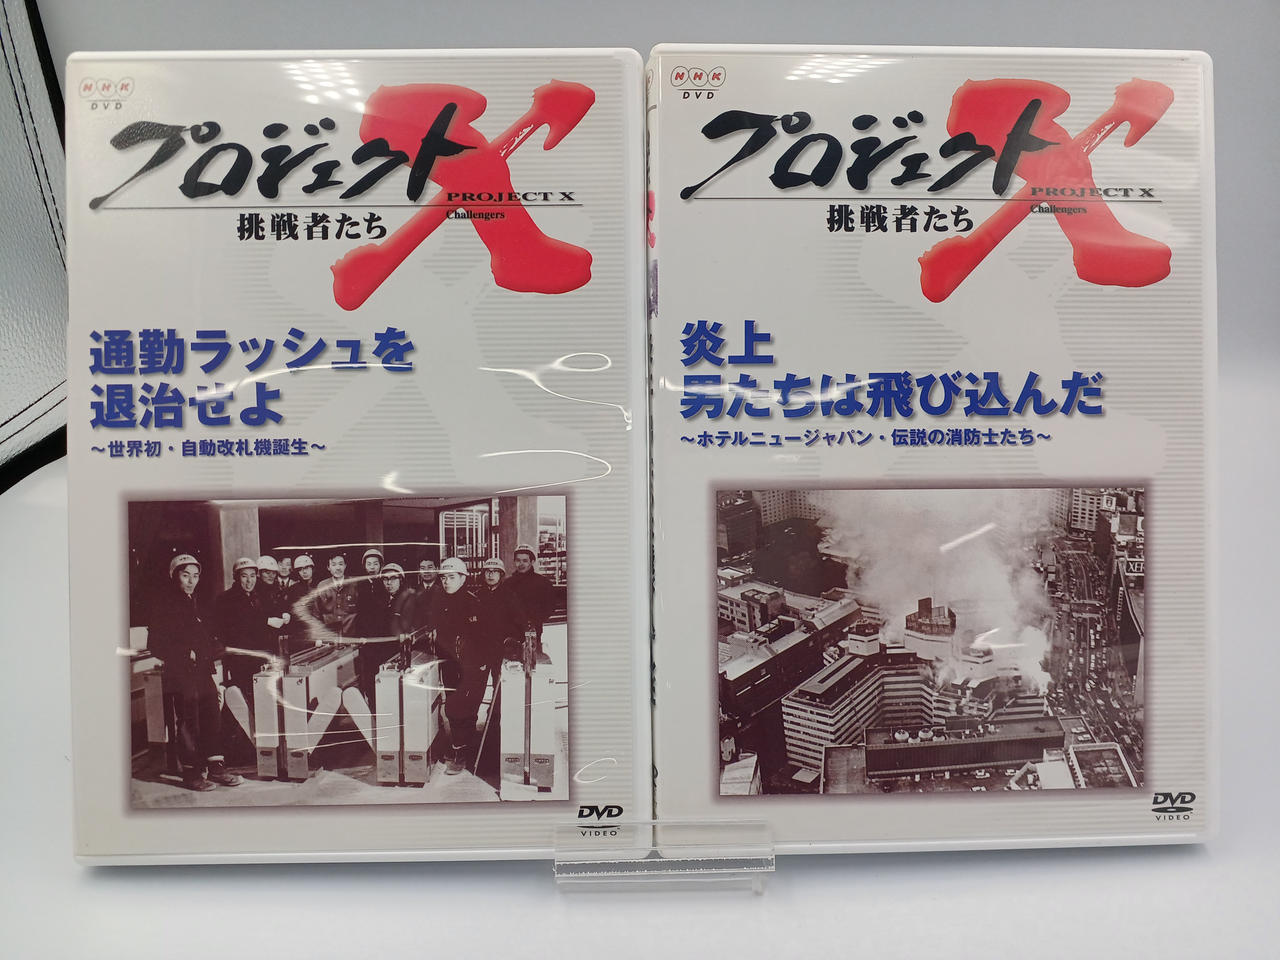 NHK
DVD
プロジェクトX
PROJECT X
Challengers
挑戦者たち
通勤ラッシュを
退治せよ
～世界初・自動改札機誕生～
DVD
VIDEO
NHK
DVD
プロジェクトX
PROJECT X
Challengers
挑戦者たち
炎上
男たちは飛び込んだ
～ホテルニュージャパン・伝説の消防士たち～
DVD
VIDEO